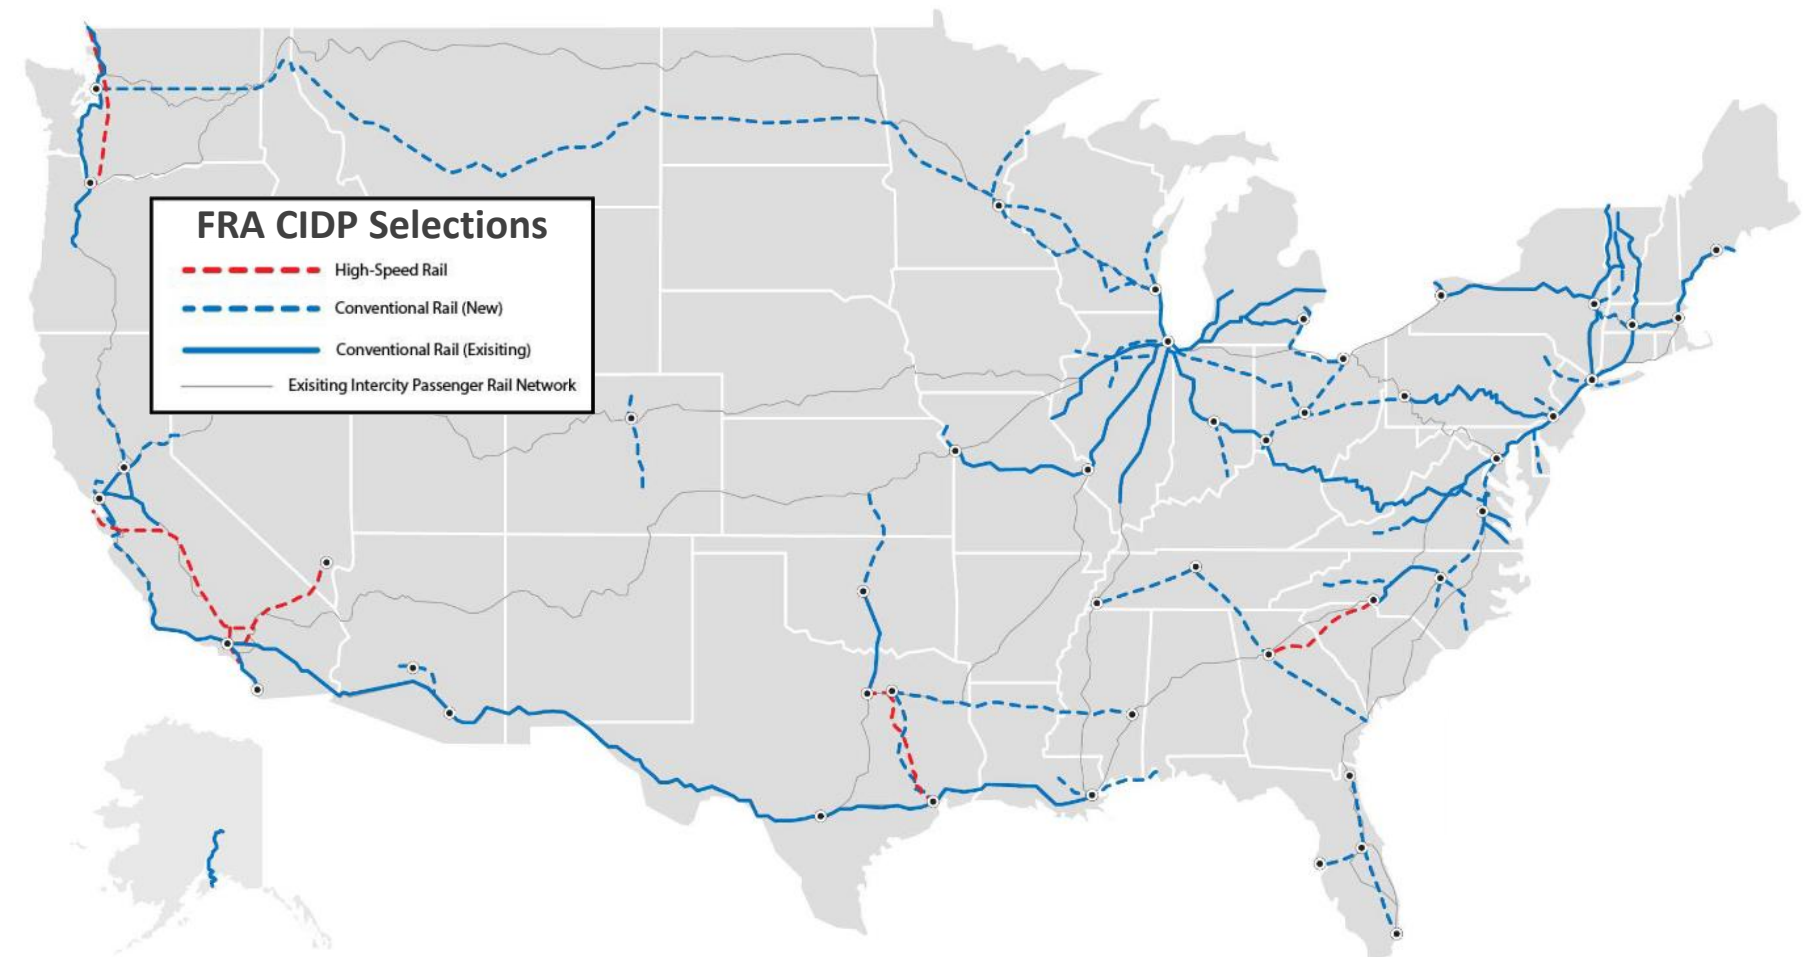 FRA CIDP Selections
High-Speed Rail
Conventional Rail (New)
Conventional Rail (Exisiting)
Exisiting Intercity Passenger Rail Network